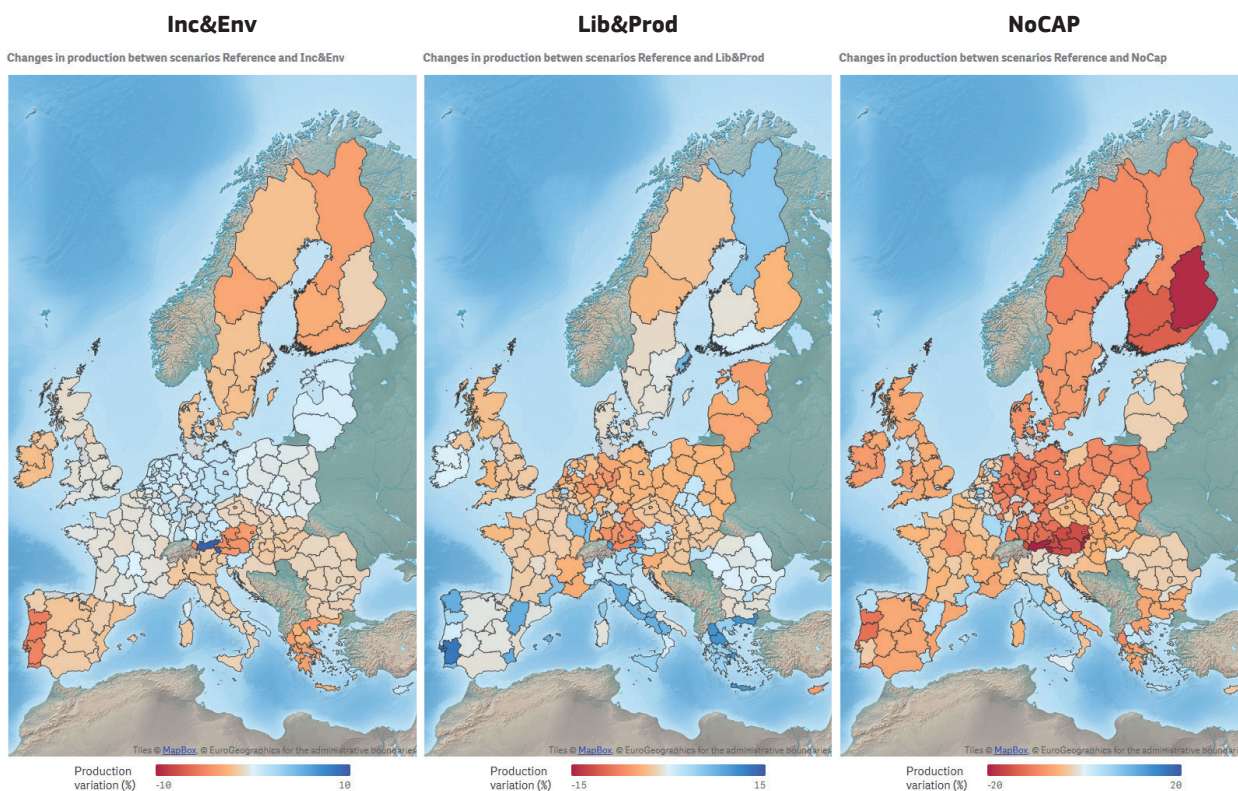 Inc&Env
Lib&Prod
NoCAP
Changes in production betwen scenarios Reference and Inc&Env
Changes in production betwen scenarios Reference and Lib&Prod
Changes in production betwen scenarios Reference and NoCap
Tiles © MapBox, © EuroGeographics for the administrative boundaries
Tiles © MapBox, © EuroGeographics for the administrative boundaries
Tiles © MapBox, © EuroGeographics for the administrative boundaries
Production
variation (%)
-10
10
Production
variation (%)
-15
15
Production
variation (%)
-20
20